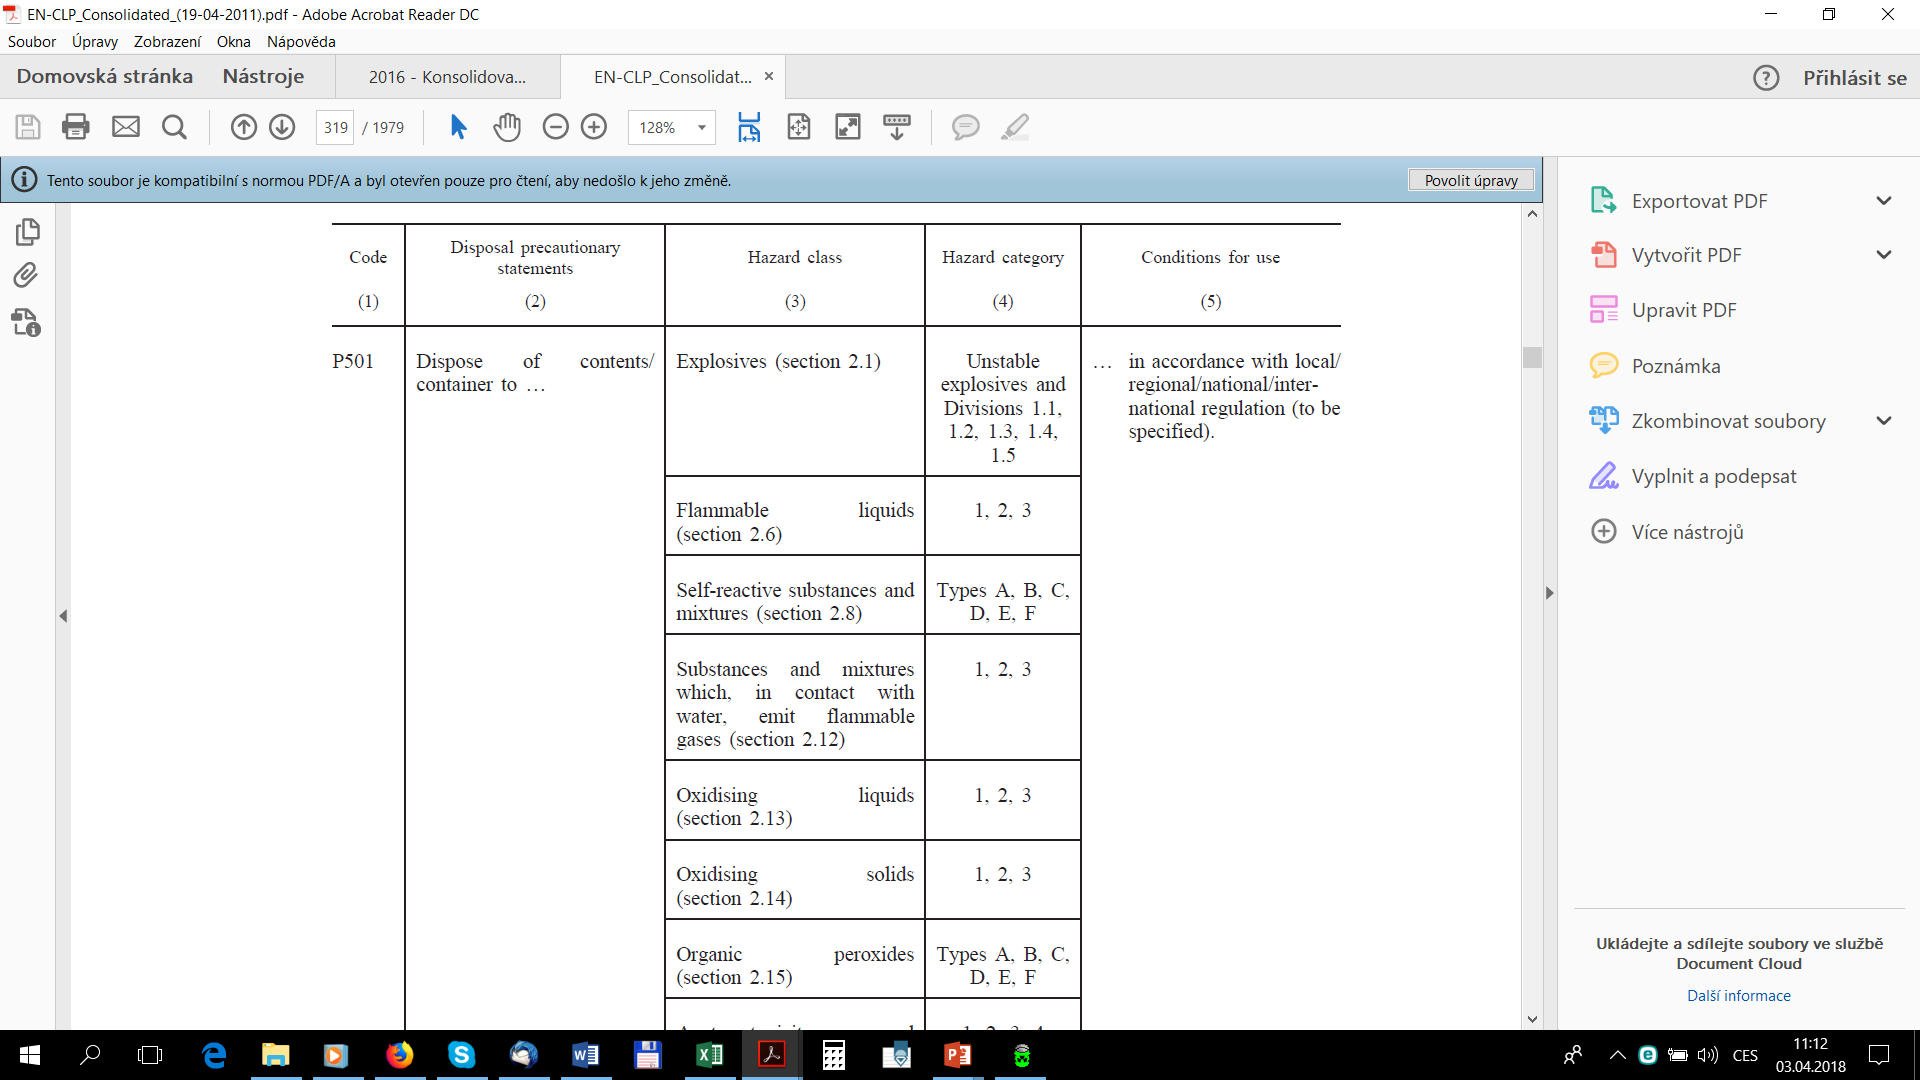 EN-CLP_Consolidated_(19-04-2011).pdf - Adobe Acrobat Reader DC
Soubor Úpravy Zobrazení Okna Nápověda
Domovská stránka Nástroje 2016 - Konsolidova... EN-CLP_Consolidat... × Přihlásit se
319 / 1979 128%
Tento soubor je kompatibilní s normou PDF/A a byl otevřen pouze pro čtení, aby nedošlo k jeho změně. Povolit úpravy
Code Disposal precautionary statements Hazard class Hazard category Conditions for use
(1) (2) (3) (4) (5)
P501 Dispose of contents/
container to …
Explosives (section 2.1)
Unstable
explosives and
Divisions 1.1,
1.2, 1.3, 1.4,
1.5
… in accordance with local/
regional/national/inter-
national regulation (to be
specified).
Flammable liquids
(section 2.6)
1, 2, 3
Self-reactive substances and
mixtures (section 2.8)
Types A, B, C,
D, E, F
Substances and mixtures
which, in contact with
water, emit flammable
gases (section 2.12)
1, 2, 3
Oxidising liquids
(section 2.13)
1, 2, 3
Oxidising solids
(section 2.14)
1, 2, 3
Organic peroxides
(section 2.15)
Types A, B, C,
D, E, F
Exportovat PDF
Vytvořit PDF
Upravit PDF
Poznámka
Zkombinovat soubory
Vyplnit a podepsat
Více nástrojů
Ukládejte a sdílejte soubory ve službě
Document Cloud
Další informace
CES
11:12
03.04.2018